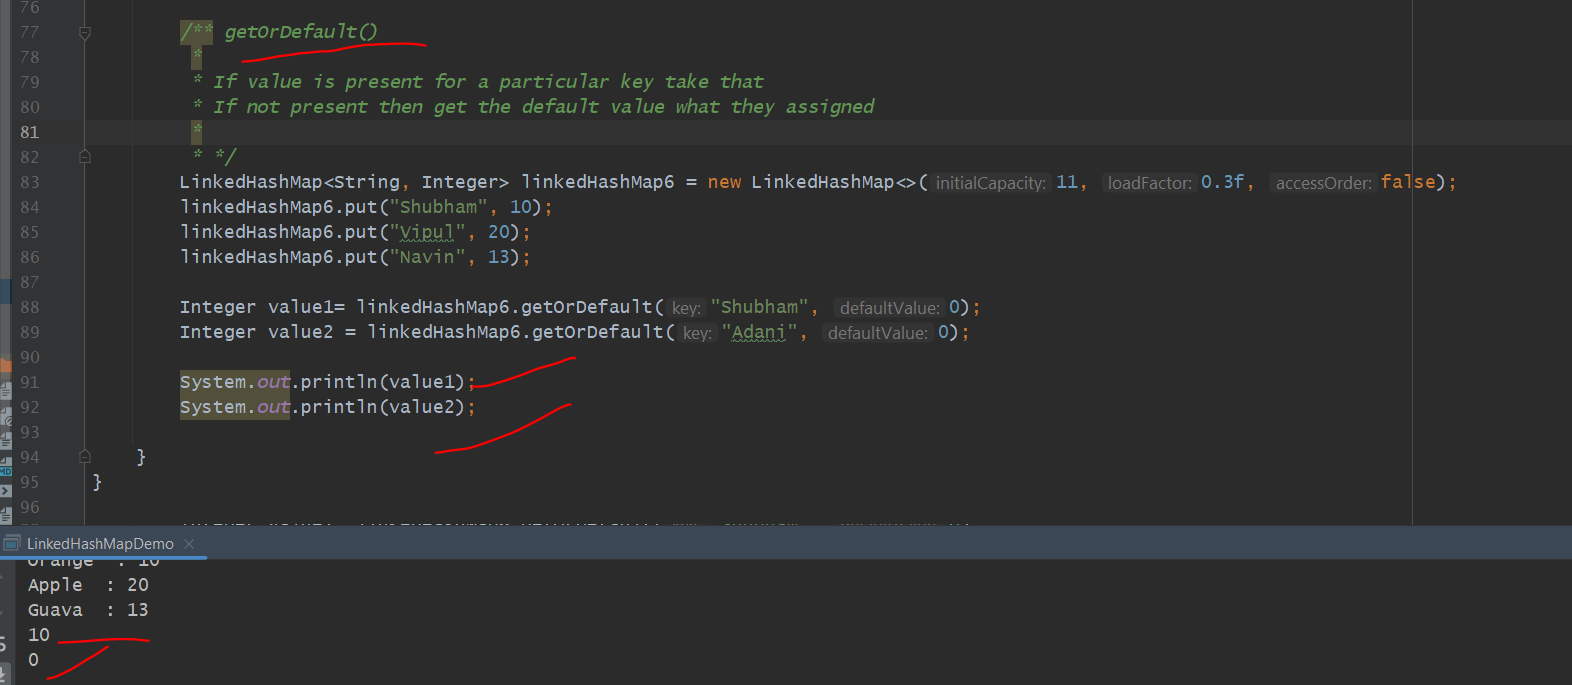 76
77 /** getOrDefault()
78 *
79 * If value is present for a particular key take that
80 * If not present then get the default value what they assigned
81 *
82 * */
83 LinkedHashMap<String, Integer> linkedHashMap6 = new LinkedHashMap<>( initialCapacity: 11, loadFactor: 0.3f, accessOrder: false);
84 linkedHashMap6.put("Shubham", 10);
85 linkedHashMap6.put("Vipul", 20);
86 linkedHashMap6.put("Navin", 13);
87
88 Integer value1= linkedHashMap6.getOrDefault( key: "Shubham", defaultValue: 0);
89 Integer value2 = linkedHashMap6.getOrDefault( key: "Adani", defaultValue: 0);
90
91 System.out.println(value1);
92 System.out.println(value2);
93
94 }
95 }
96
LinkedHashMapDemo ×
Orange : 10
Apple : 20
Guava : 13
10
0